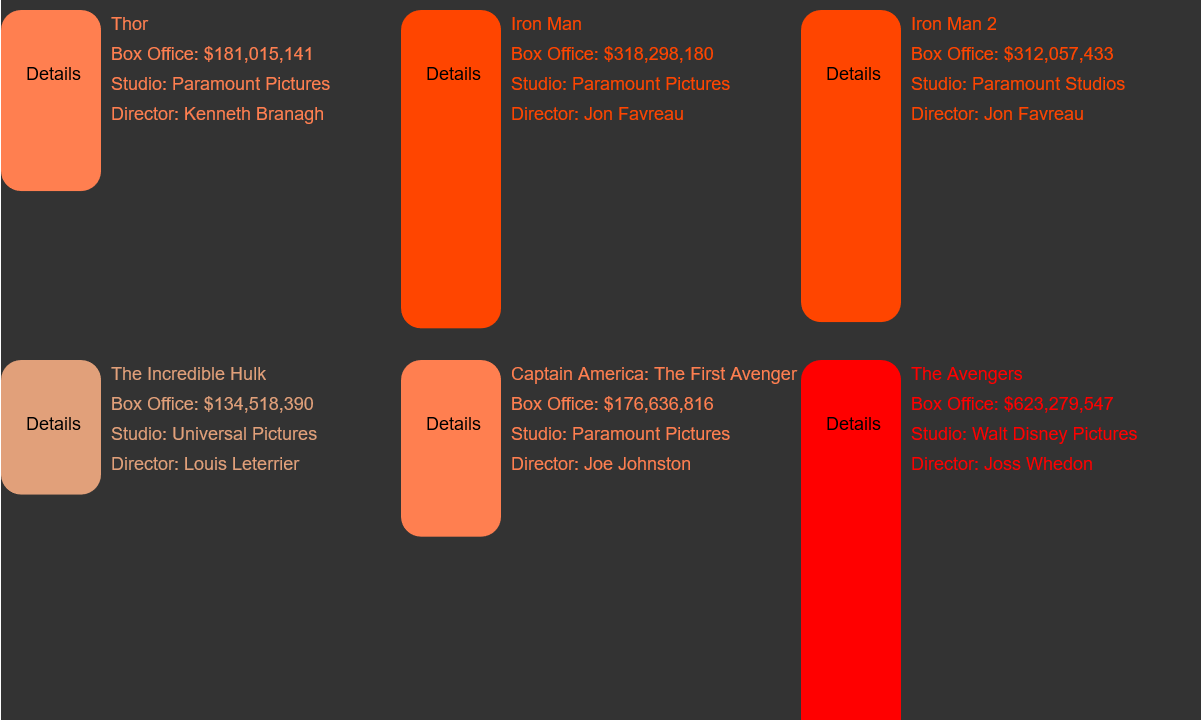 Details
Thor
Box Office: $181,015,141
Studio: Paramount Pictures
Director: Kenneth Branagh
Details
Iron Man
Box Office: $318,298,180
Studio: Paramount Pictures
Director: Jon Favreau
Details
Iron Man 2
Box Office: $312,057,433
Studio: Paramount Studios
Director: Jon Favreau
Details
The Incredible Hulk
Box Office: $134,518,390
Studio: Universal Pictures
Director: Louis Leterrier
Details
Captain America: The First Avenger
Box Office: $176,636,816
Studio: Paramount Pictures
Director: Joe Johnston
Details
The Avengers
Box Office: $623,279,547
Studio: Walt Disney Pictures
Director: Joss Whedon